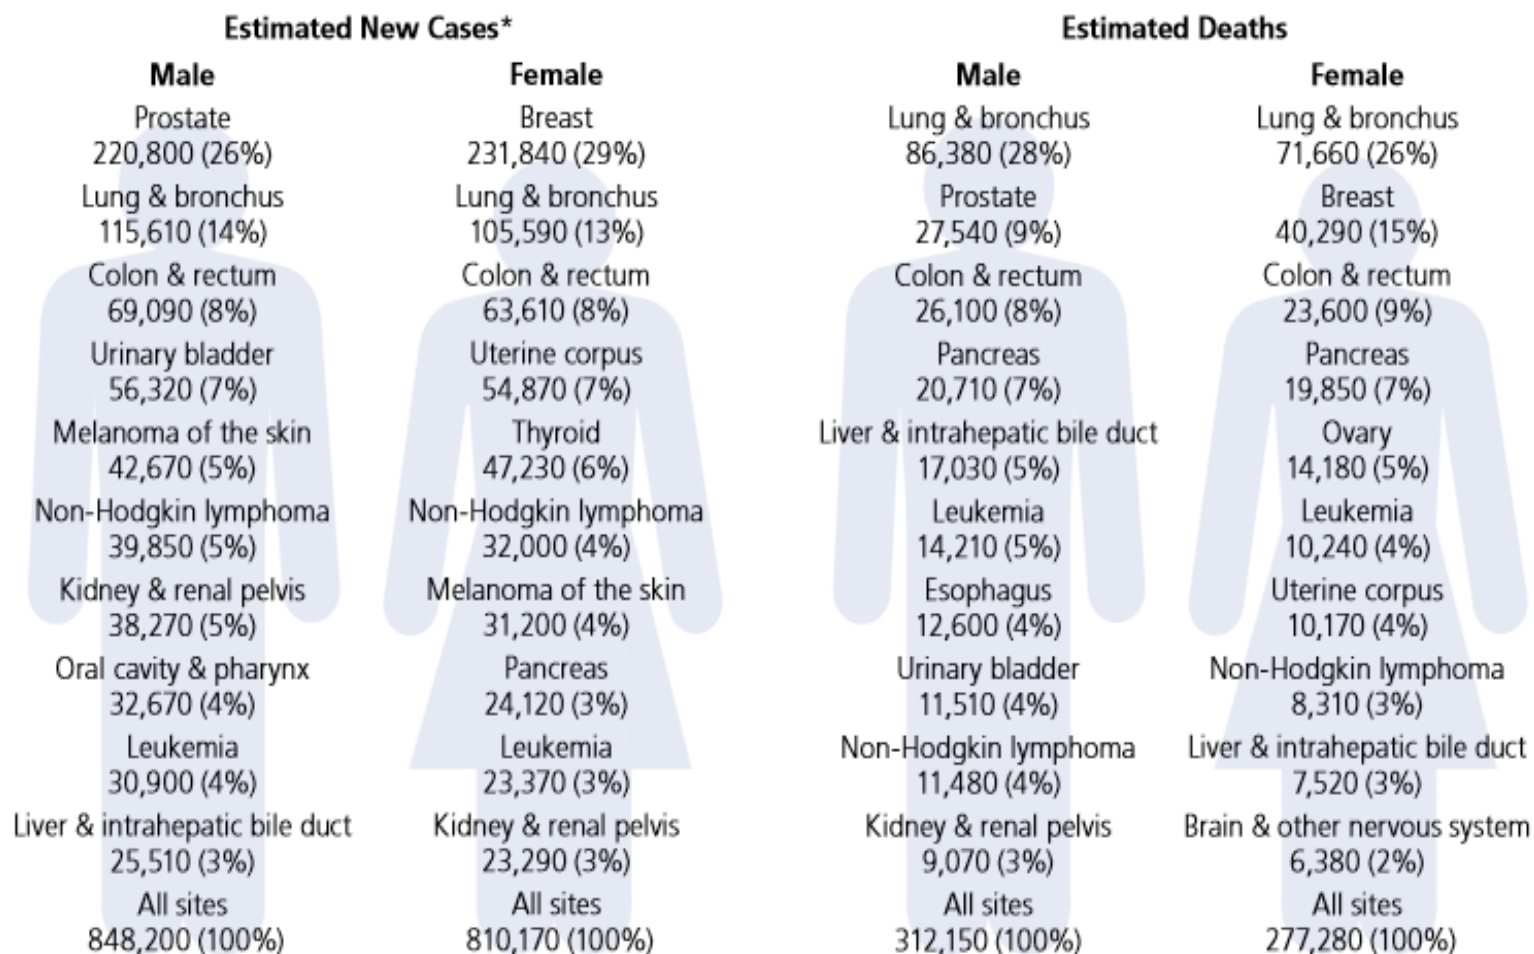 Estimated New Cases*
Male
Prostate
220,800 (26%)
Lung & bronchus
115,610 (14%)
Colon & rectum
69,090 (8%)
Urinary bladder
56,320 (7%)
Melanoma of the skin
42,670 (5%)
Non-Hodgkin lymphoma
39,850 (5%)
Kidney & renal pelvis
38,270 (5%)
Oral cavity & pharynx
32,670 (4%)
Leukemia
30,900 (4%)
Liver & intrahepatic bile duct
25,510 (3%)
All sites
848,200 (100%)
Female
Breast
231,840 (29%)
Lung & bronchus
105,590 (13%)
Colon & rectum
63,610 (8%)
Uterine corpus
54,870 (7%)
Thyroid
47,230 (6%)
Non-Hodgkin lymphoma
32,000 (4%)
Melanoma of the skin
31,200 (4%)
Pancreas
24,120 (3%)
Leukemia
23,370 (3%)
Kidney & renal pelvis
23,290 (3%)
All sites
810,170 (100%)
Estimated Deaths
Male
Lung & bronchus
86,380 (28%)
Prostate
27,540 (9%)
Colon & rectum
26,100 (8%)
Pancreas
20,710 (7%)
Liver & intrahepatic bile duct
17,030 (5%)
Leukemia
14,210 (5%)
Esophagus
12,600 (4%)
Urinary bladder
11,510 (4%)
Non-Hodgkin lymphoma
11,480 (4%)
Kidney & renal pelvis
9,070 (3%)
All sites
312,150 (100%)
Female
Lung & bronchus
71,660 (26%)
Breast
40,290 (15%)
Colon & rectum
23,600 (9%)
Pancreas
19,850 (7%)
Ovary
14,180 (5%)
Leukemia
10,240 (4%)
Uterine corpus
10,170 (4%)
Non-Hodgkin lymphoma
8,310 (3%)
Liver & intrahepatic bile duct
7,520 (3%)
Brain & other nervous system
6,380 (2%)
All sites
277,280 (100%)